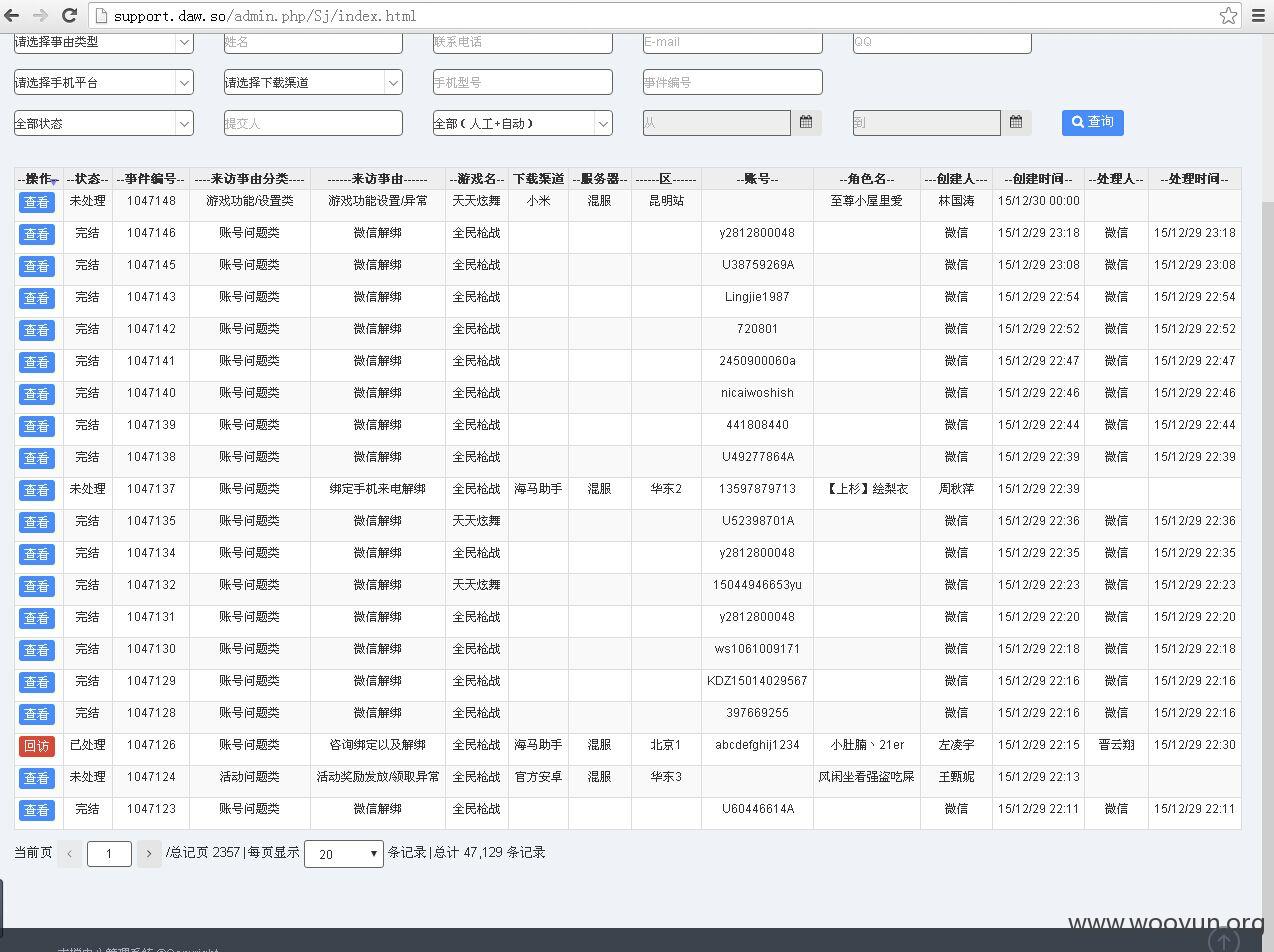 support.daw.so/admin.php/Sj/index.html
请选择事由类型 姓名 联系电话 E-mail QQ
请选择手机平台 请选择下载渠道 手机型号 事件编号
全部状态 提交人 全部（人工+自动） 从 到 查询
--操作-- --状态-- --事件编号-- ----来访事由分类---- ------来访事由------ --游戏名-- 下载渠道 --服务器-- ------区------ --账号-- --角色名-- ---创建人--- --创建时间-- --处理人-- --处理时间--
查看 未处理 1047148 游戏功能/设置类 游戏功能设置/异常 天天炫舞 小米 混服 昆明站 至尊小屋里爱 林国涛 15/12/30 00:00
查看 完结 1047146 账号问题类 微信解绑 全民枪战 y2812800048 微信 15/12/29 23:18 微信 15/12/29 23:18
查看 完结 1047145 账号问题类 微信解绑 全民枪战 U38759269A 微信 15/12/29 23:08 微信 15/12/29 23:08
查看 完结 1047143 账号问题类 微信解绑 全民枪战 Lingjie1987 微信 15/12/29 22:54 微信 15/12/29 22:54
查看 完结 1047142 账号问题类 微信解绑 全民枪战 720801 微信 15/12/29 22:52 微信 15/12/29 22:52
查看 完结 1047141 账号问题类 微信解绑 全民枪战 2450900060a 微信 15/12/29 22:47 微信 15/12/29 22:47
查看 完结 1047140 账号问题类 微信解绑 全民枪战 nicaiwoshish 微信 15/12/29 22:46 微信 15/12/29 22:46
查看 完结 1047139 账号问题类 微信解绑 全民枪战 441808440 微信 15/12/29 22:44 微信 15/12/29 22:44
查看 完结 1047138 账号问题类 微信解绑 全民枪战 U49277864A 微信 15/12/29 22:39 微信 15/12/29 22:39
查看 未处理 1047137 账号问题类 绑定手机来电解绑 全民枪战 海马助手 混服 华东2 13597879713 【上杉】绘梨衣 周秋萍 15/12/29 22:39
查看 完结 1047135 账号问题类 微信解绑 天天炫舞 U52398701A 微信 15/12/29 22:36 微信 15/12/29 22:36
查看 完结 1047134 账号问题类 微信解绑 全民枪战 y2812800048 微信 15/12/29 22:35 微信 15/12/29 22:35
查看 完结 1047132 账号问题类 微信解绑 天天炫舞 15044946653yu 微信 15/12/29 22:23 微信 15/12/29 22:23
查看 完结 1047131 账号问题类 微信解绑 全民枪战 y2812800048 微信 15/12/29 22:20 微信 15/12/29 22:20
查看 完结 1047130 账号问题类 微信解绑 全民枪战 ws1061009171 微信 15/12/29 22:18 微信 15/12/29 22:18
查看 完结 1047129 账号问题类 微信解绑 全民枪战 KDZ15014029567 微信 15/12/29 22:16 微信 15/12/29 22:16
查看 完结 1047128 账号问题类 微信解绑 全民枪战 397669255 微信 15/12/29 22:16 微信 15/12/29 22:16
回访 已处理 1047126 账号问题类 咨询绑定以及解绑 全民枪战 海马助手 混服 北京1 abcdefghij1234 小肚腩丶21er 左凌宇 15/12/29 22:15 晋云翔 15/12/29 22:30
查看 未处理 1047124 活动问题类 活动奖励发放/领取异常 全民枪战 官方安卓 混服 华东3 风闲坐看强盗吃屎 王甄妮 15/12/29 22:13
查看 完结 1047123 账号问题类 微信解绑 全民枪战 U60446614A 微信 15/12/29 22:11 微信 15/12/29 22:11
当前页 1 /总记页 2357|每页显示 20 条记录|总计 47,129 条记录
www.wooyun.org